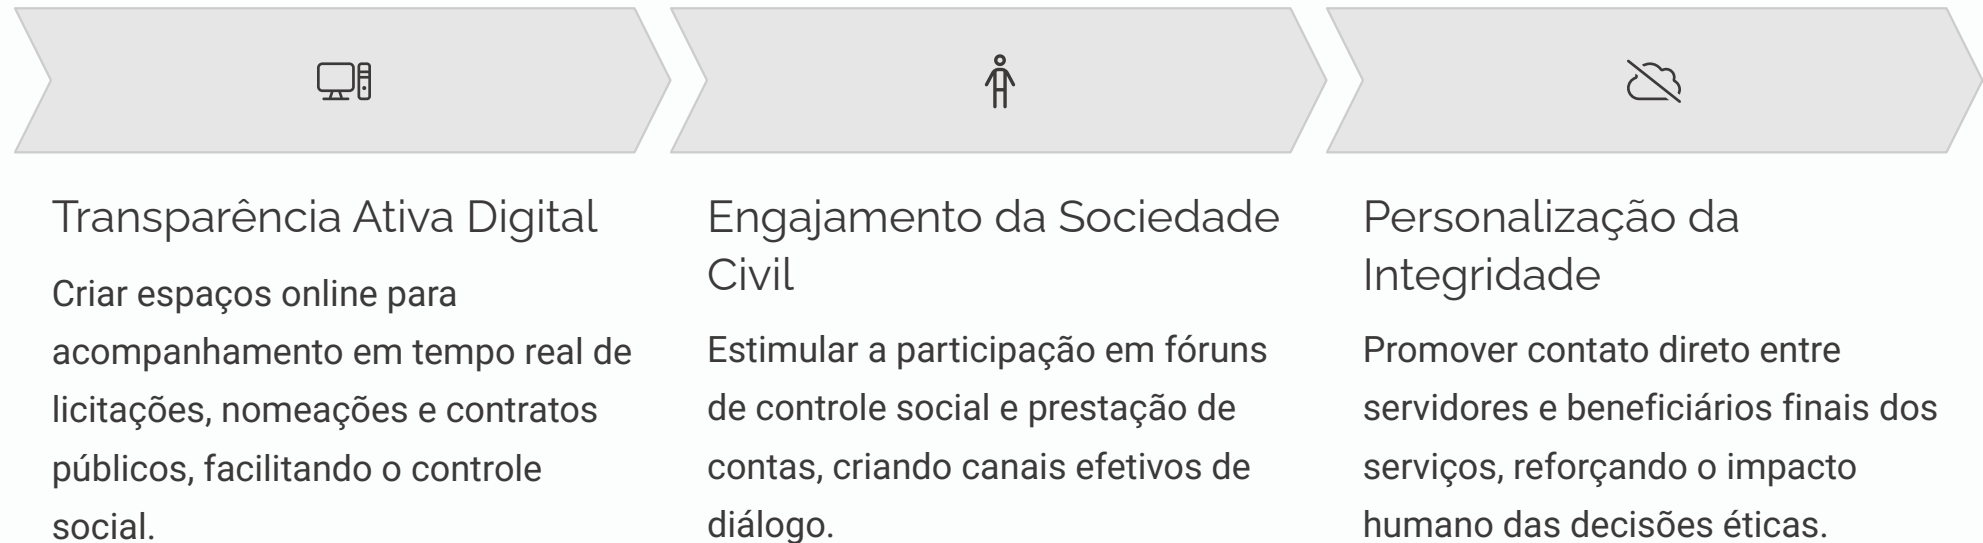 Transparência Ativa Digital
Criar espaços online para
acompanhamento em tempo real de
licitações, nomeações e contratos
públicos, facilitando o controle
social.
Engajamento da Sociedade
Civil
Estimular a participação em fóruns
de controle social e prestação de
contas, criando canais efetivos de
diálogo.
Personalização da
Integridade
Promover contato direto entre
servidores e beneficiários finais dos
serviços, reforçando o impacto
humano das decisões éticas.